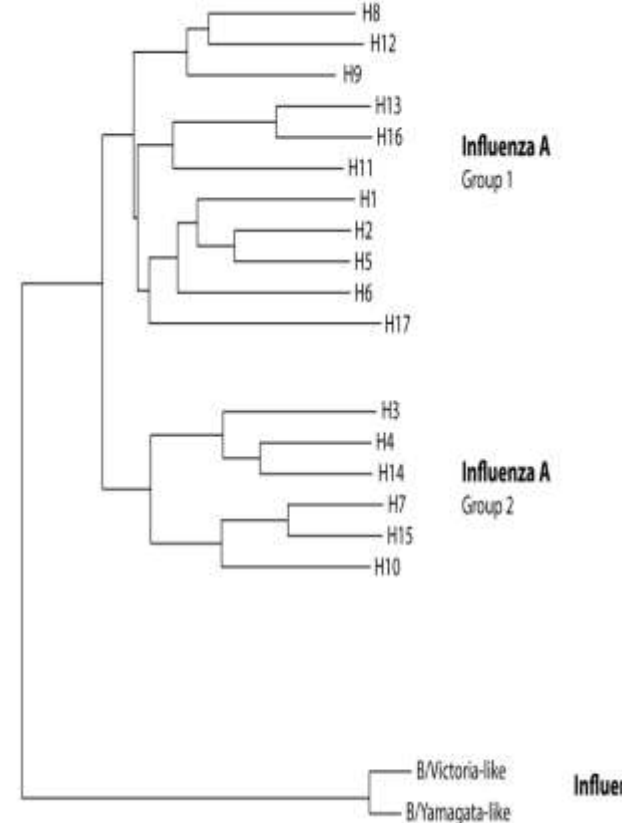 H8
H12
H9
H13
H16
Influenza A
Group 1
H11
H1
H2
H5
H6
H17
H3
H4
H14
Influenza A
Group 2
H7
H15
H10
B/Victoria-like
B/Yamagata-like